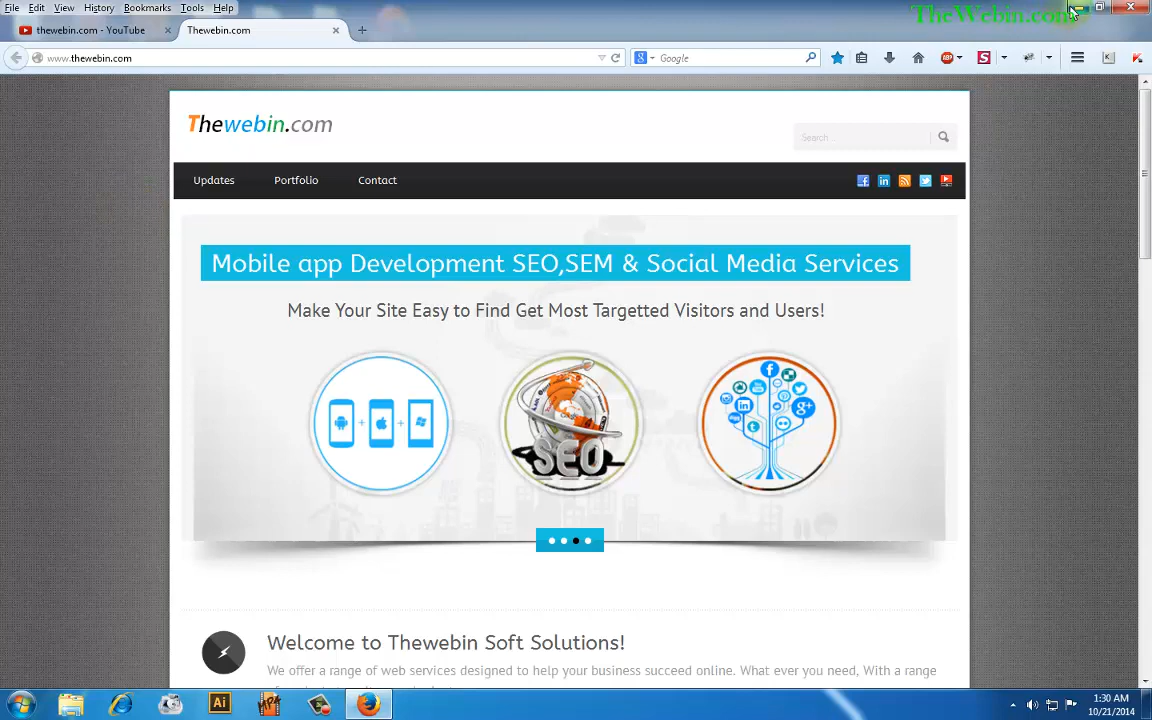 File Edit View History Bookmarks Tools Help
TheWebin.com
thewebin.com - YouTube
Thewebin.com
www.thewebin.com
Google
Thewebin.com
Search ...
Updates
Portfolio
Contact
Mobile app Development SEO,SEM & Social Media Services
Make Your Site Easy to Find Get Most Targetted Visitors and Users!
SEO
Welcome to Thewebin Soft Solutions!
We offer a range of web services designed to help your business succeed online. What ever you need, With a range
1:30 AM
10/21/2014